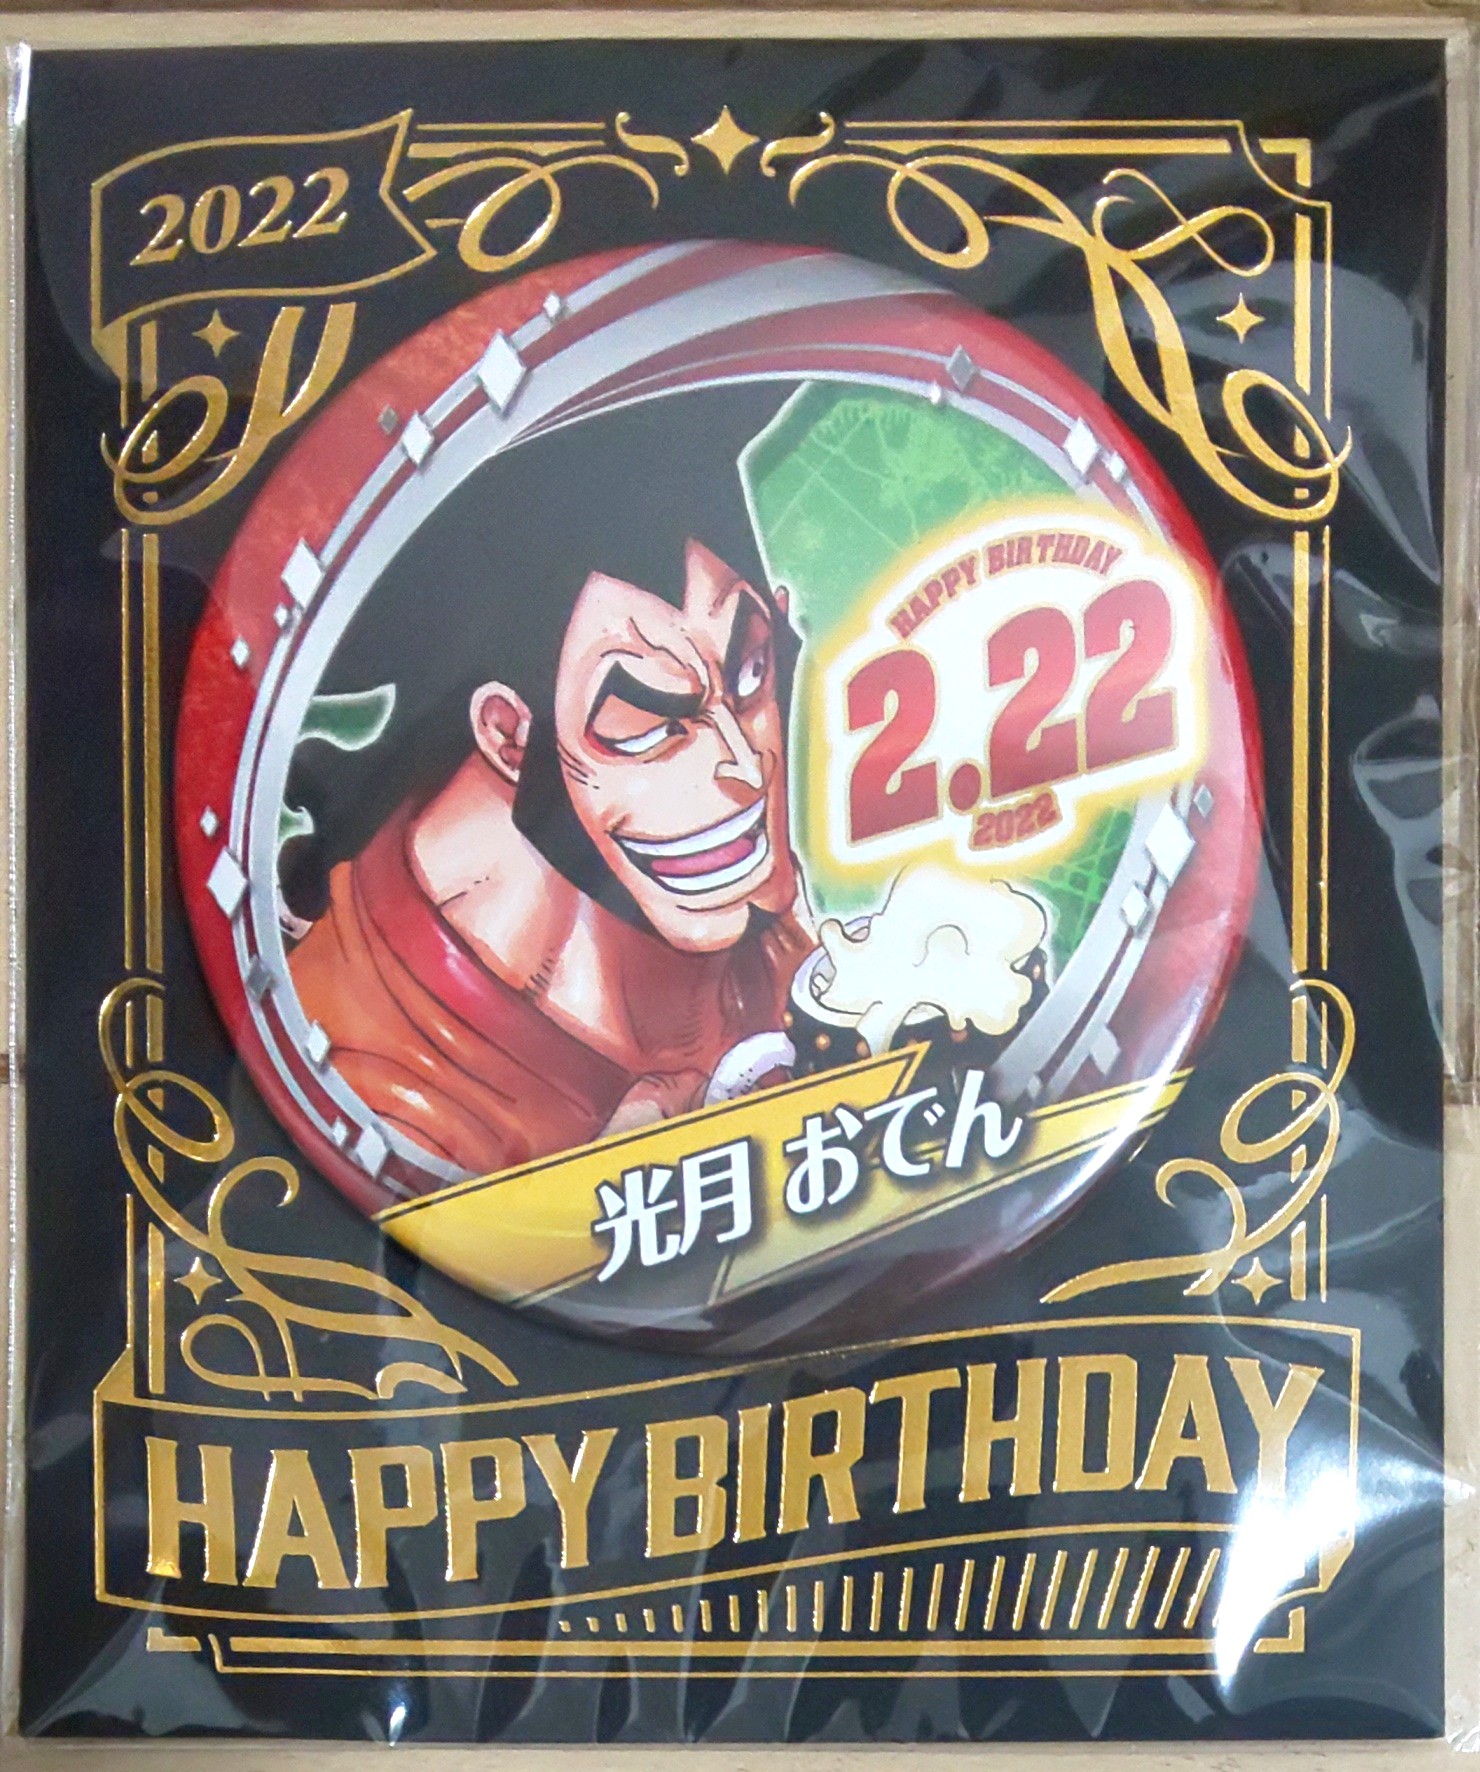 2022
HAPPY BIRTHDAY
2.22
2022
光月 おでん
HAPPY BIRTHDAY